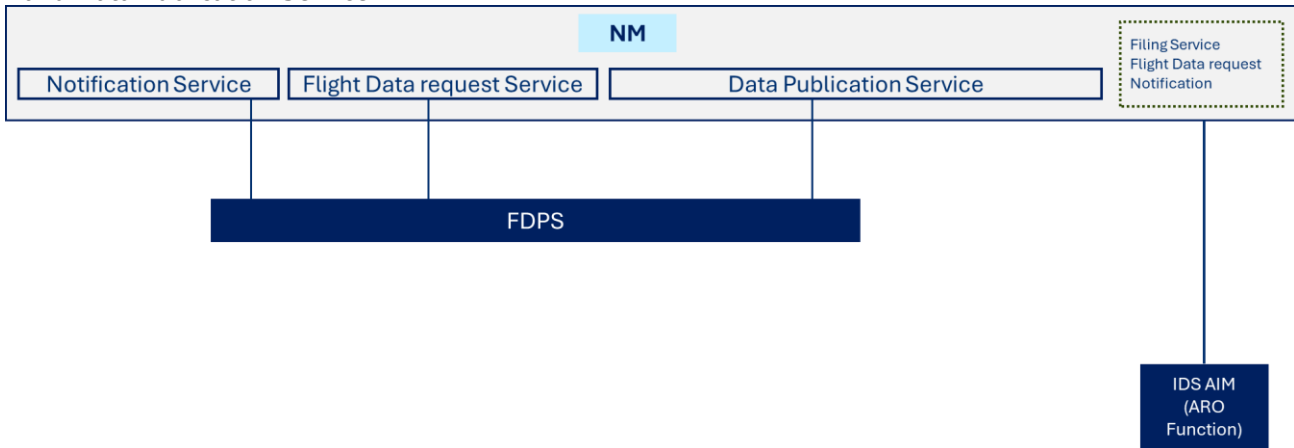 NM
Filing Service
Flight Data request
Notification
Notification Service
Flight Data request Service
Data Publication Service
FDPS
IDS AIM
(ARO
Function)